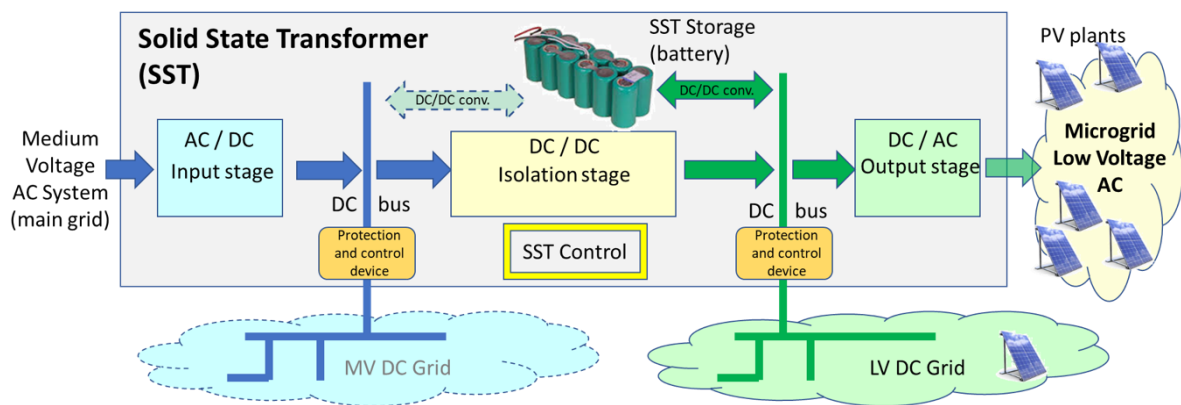 Solid State Transformer
(SST)
SST Storage
(battery)
PV plants
DC/DC conv.
DC/DC conv.
Medium
Voltage
AC System
(main grid)
AC / DC
Input stage
DC / DC
Isolation stage
DC / AC
Output stage
Microgrid
Low Voltage
AC
DC bus
DC bus
Protection
and control
device
SST Control
Protection
and control
device
MV DC Grid
LV DC Grid